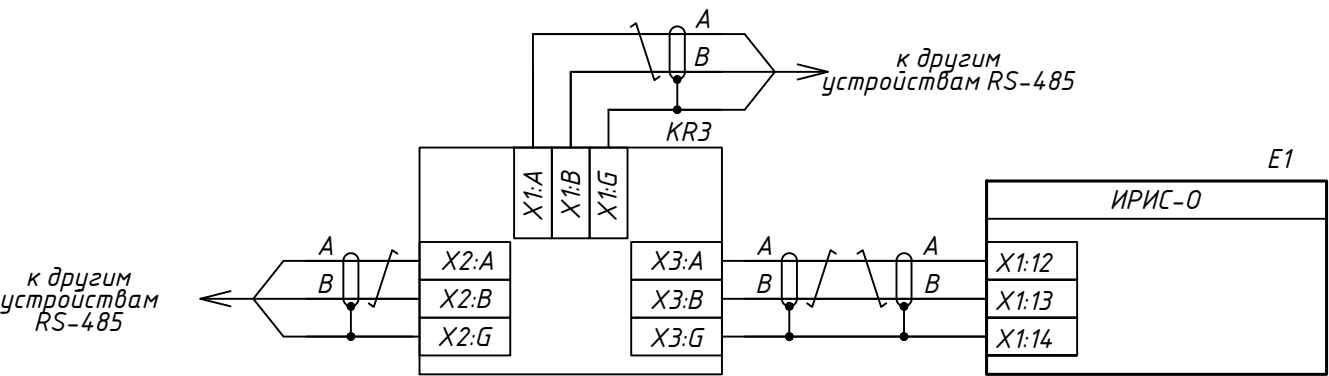 A
B
к другим
устройствам RS-485
KR3
E1
X1:A
X1:B
X1:G
ИРИС-О
A
X2:A
X3:A
A
A
X1:12
к другим
устройствам
RS-485
B
X2:B
X3:B
B
B
X1:13
X2:G
X3:G
X1:14